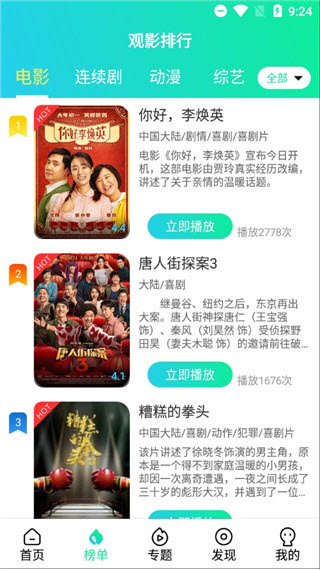 9:24
观影排行
电影 连续剧 动漫 综艺 全部
1
HOT
大年初一
你好,李焕英
4.4
你好，李焕英
中国大陆/剧情/喜剧/喜剧片
电影《你好，李焕英》宣布今日开
机，这部电影由贾玲真实经历改编，
讲述了关于亲情的温暖话题。
立即播放
播放2778次
2
HOT
唐人街探案
3
4.1
唐人街探案3
大陆/喜剧
继曼谷、纽约之后，东京再出
大案。唐人街神探唐仁（王宝强
饰）、秦风（刘昊然 饰）受侦探野
田昊（妻夫木聪 饰）的邀请前往破...
立即播放
播放1676次
3
HOT
糟糕的拳头
糟糕的拳头
中国大陆/喜剧/动作/犯罪/喜剧片
该片讲述了徐晓冬饰演的男主角，原
本是一个得不到家庭温暖的小男孩，
却因一次离奇遭遇，一夜之间长成了
三十岁的彪形大汉，并遇到了一位...
首页 榜单 专题 发现 我的